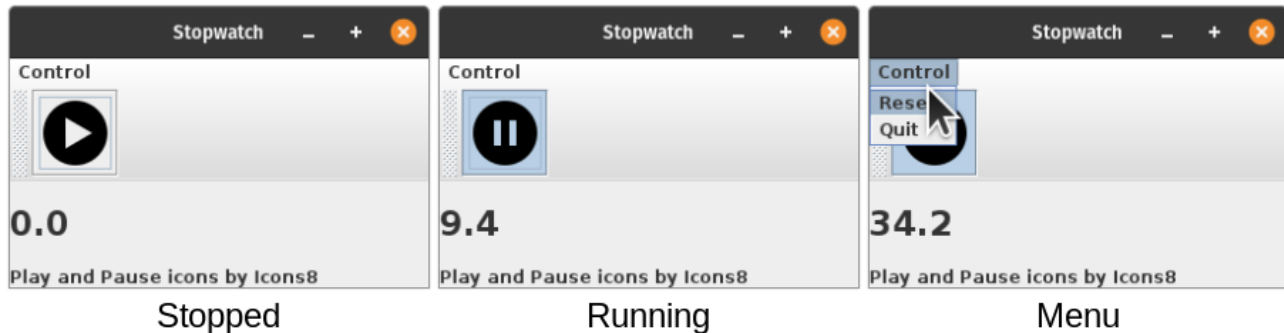 Stopwatch
Control
0.0
Play and Pause icons by Icons8
Stopped
Stopwatch
Control
9.4
Play and Pause icons by Icons8
Running
Stopwatch
Control
Rese
Quit
34.2
Play and Pause icons by Icons8
Menu